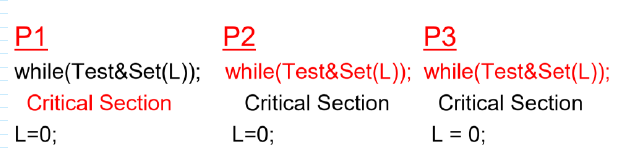 P1 P2 P3
while(Test&Set(L)); while(Test&Set(L)); while(Test&Set(L));
Critical Section Critical Section Critical Section
L=0; L=0; L = 0;